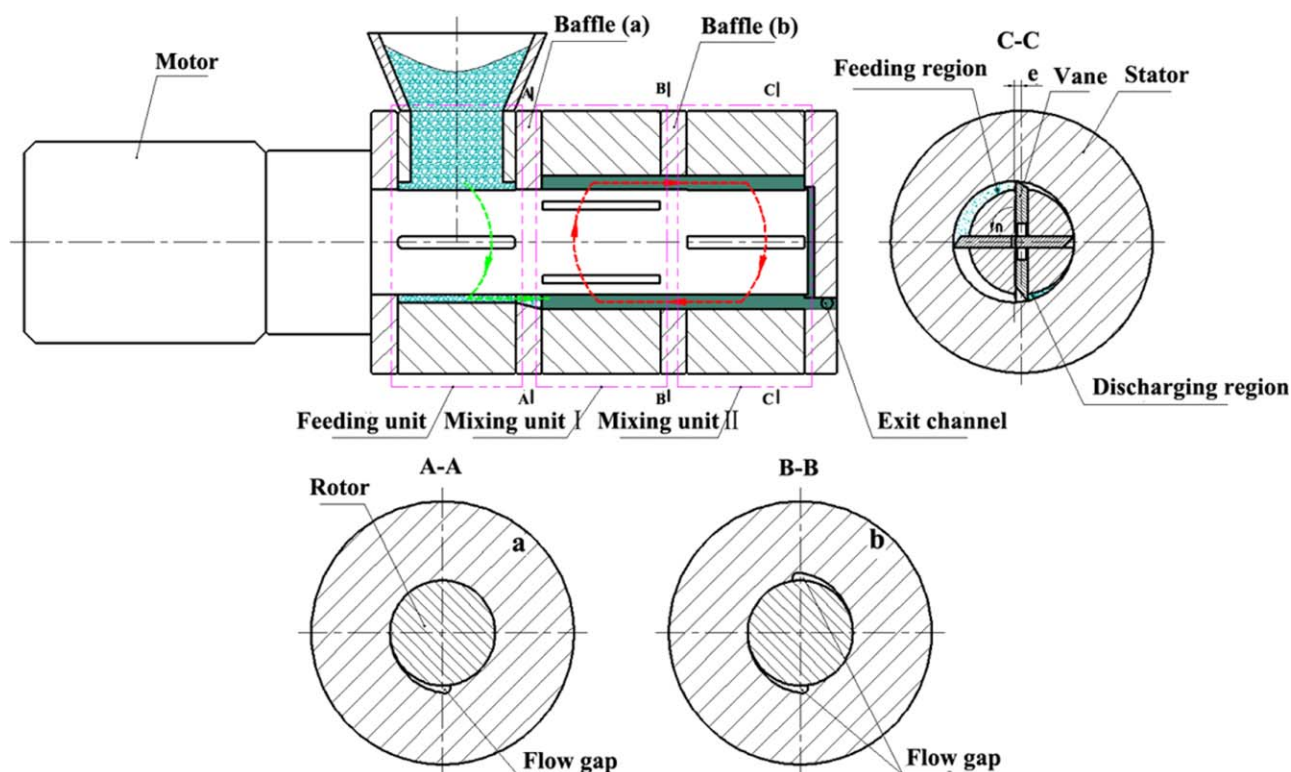 Motor
Baffle (a)
Baffle (b)
C-C
Feeding region
e
Vane
Stator
A
B
C
n
A
B
C
Feeding unit
Mixing unit Ⅰ
Mixing unit Ⅱ
Exit channel
Discharging region
A-A
B-B
Rotor
a
b
Flow gap
Flow gap